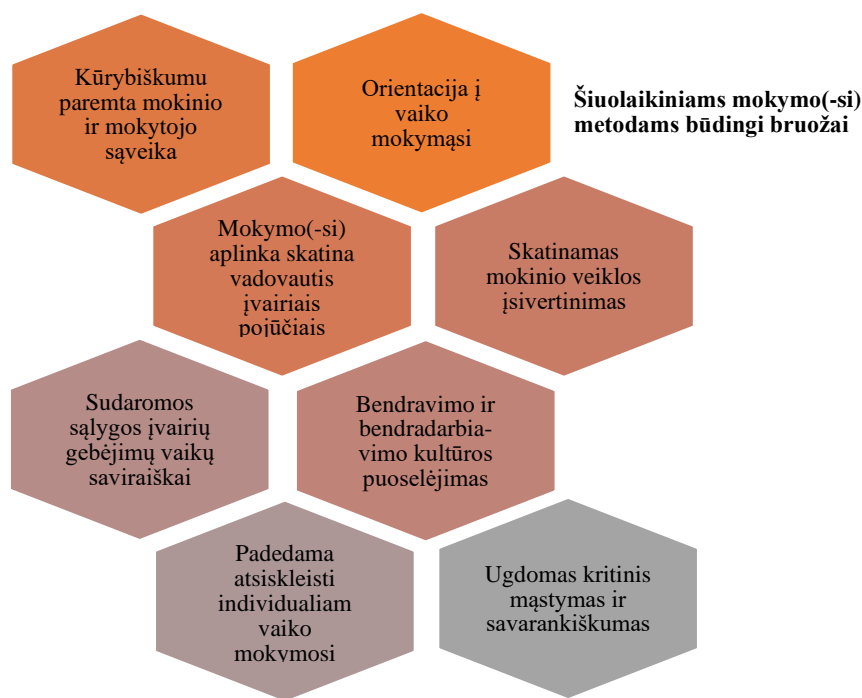 Kūrybiškumu
paremta mokinio
ir mokytojo
sąveika
Orientacija į
vaiko
mokymąsi
Šiuolaikiniams mokymo(-si)
metodams būdingi bruožai
Mokymo(-si)
aplinka skatina
vadovautis
įvairiais
pojūčiais
Skatinamas
mokinio veiklos
įsivertinimas
Sudaromos
sąlygos įvairių
gebėjimų vaikų
saviraiškai
Bendravimo ir
bendradarbia-
vimo kultūros
puoselėjimas
Padedama
atsiskleisti
individualiam
vaiko
mokymosi
Ugdomas kritinis
mąstymas ir
savarankiškumas